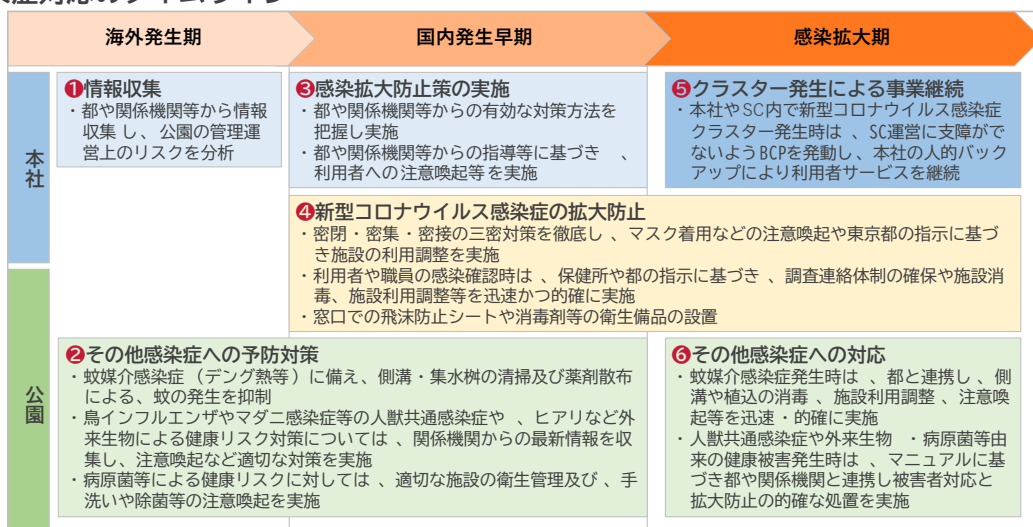 海外発生期
国内発生早期
感染拡大期
本社
❶情報収集
・都や関係機関等から情報
収集し、公園の管理運
営上のリスクを分析
❸感染拡大防止策の実施
・都や関係機関等からの有効な対策方法を
把握し実施
・都や関係機関等からの指導等に基づき、
利用者への注意喚起等を実施
❺クラスター発生による事業継続
・本社やSC内で新型コロナウイルス感染症
クラスター発生時は、SC運営に支障がで
ないようBCPを発動し、本社の人的バック
アップにより利用者サービスを継続
❹新型コロナウイルス感染症の拡大防止
・密閉・密集・密接の三密対策を徹底し、マスク着用などの注意喚起や東京都の指示に基づ
き施設の利用調整を実施
・利用者や職員の感染確認時は、保健所や都の指示に基づき、調査連絡体制の確保や施設消
毒、施設利用調整等を迅速かつ的確に実施
・窓口での飛沫防止シートや消毒剤等の衛生備品の設置
公園
❷その他感染症への予防対策
・蚊媒介感染症（デング熱等）に備え、側溝・集水桝の清掃及び薬剤散布
による、蚊の発生を抑制
・鳥インフルエンザやマダニ感染症等の人獣共通感染症や、ヒアリなど外
来生物による健康リスク対策については、関係機関からの最新情報を収
集し、注意喚起など適切な対策を実施
・病原菌等による健康リスクに対しては、適切な施設の衛生管理及び、手
洗いや除菌等の注意喚起を実施
❻その他感染症への対応
・蚊媒介感染症発生時は、都と連携し、側
溝や植込の消毒、施設利用調整、注意喚
起等を迅速・的確に実施
・人獣共通感染症や外来生物・病原菌等由
来の健康被害発生時は、マニュアルに基
づき都や関係機関と連携し被害者対応と
拡大防止の的確な処置を実施